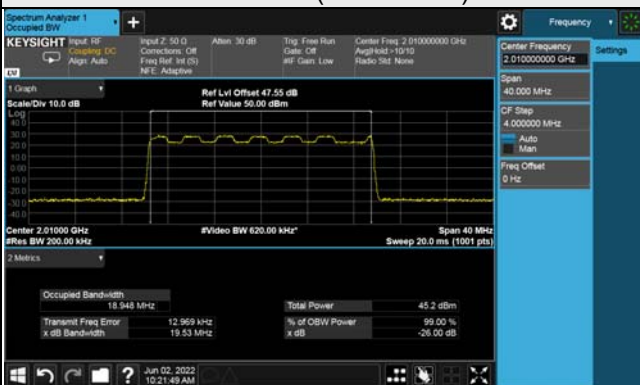 Spectrum Analyzer 1
Occupied BW
+
Frequency
KEYSIGHT Input: RF
Coupling: DC
Align: Auto
Input Z: 50 Ω
Corrections: Off
Freq Ref: Int (S)
NFE: Adaptive
Atten: 30 dB
Trig: Free Run
Gate: Off
#IF Gain: Low
Center Freq: 2.010000000 GHz
Avg|Hold:>10/10
Radio Std: None
Center Frequency
2.010000000 GHz
Settings
Span
40.000 MHz
CF Step
4.000000 MHz
Auto
Man
Freq Offset
0 Hz
1 Graph
Scale/Div 10.0 dB
Ref Lvl Offset 47.55 dB
Ref Value 50.00 dBm
Log
40.0
30.0
20.0
10.0
0.00
-10.0
-20.0
-30.0
-40.0
Center 2.01000 GHz
#Res BW 200.00 kHz
#Video BW 620.00 kHz*
Span 40 MHz
Sweep 20.0 ms (1001 pts)
2 Metrics
Occupied Bandwidth
18.948 MHz
Total Power 45.2 dBm
Transmit Freq Error 12.969 kHz
% of OBW Power 99.00 %
x dB Bandwidth 19.53 MHz
x dB -26.00 dB
?
Jun 02, 2022
10:21:49 AM